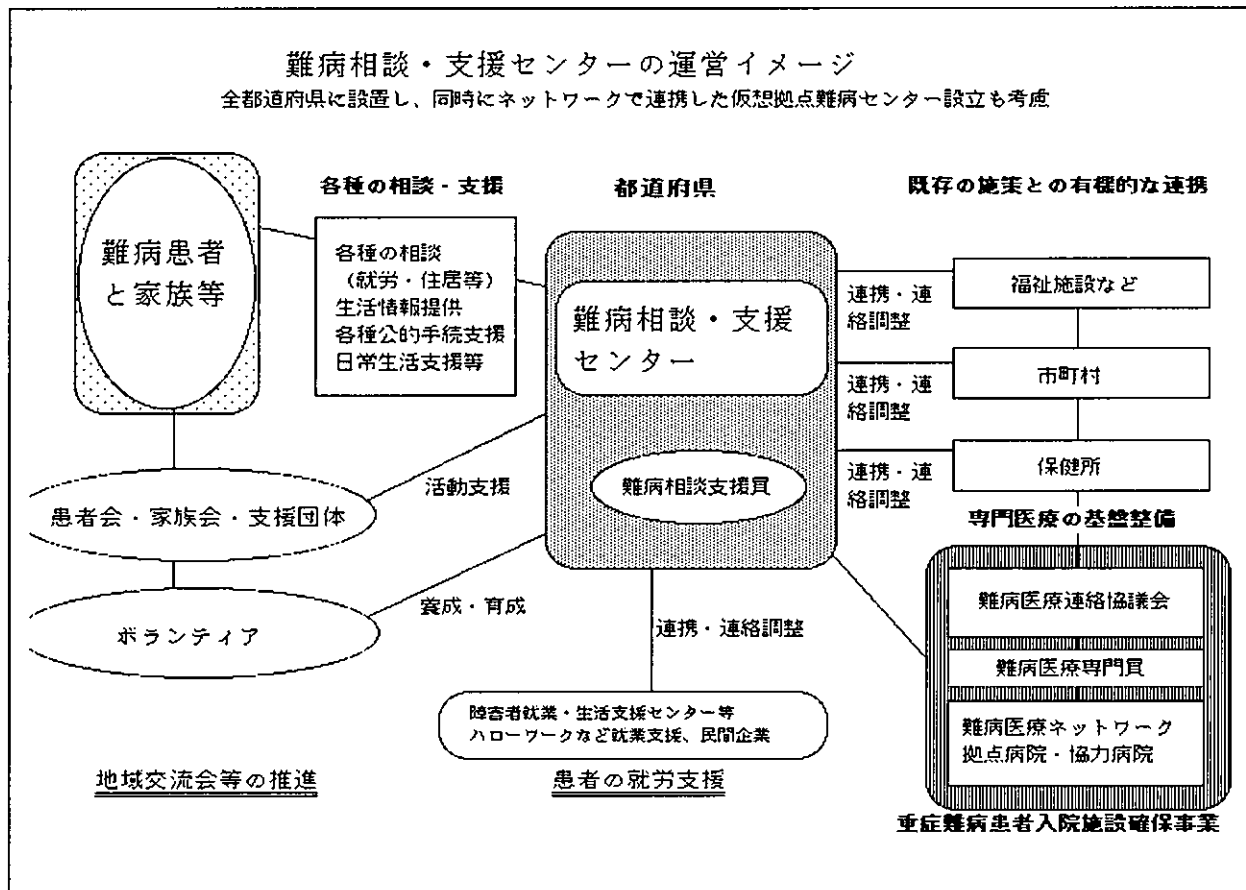 難病相談・支援センターの運営イメージ
全都道府県に設置し、同時にネットワークで連携した仮想拠点難病センター設立も考慮
難病患者
と家族等
各種の相談・支援
各種の相談
（就労・住居等）
生活情報提供
各種公的手続支援
日常生活支援等
都道府県
難病相談・支援
センター
難病相談支援員
既存の施策との有機的な連携
連携・連
絡調整
福祉施設など
連携・連
絡調整
市町村
連携・連
絡調整
保健所
患者会・家族会・支援団体
活動支援
ボランティア
養成・育成
連携・連絡調整
障害者就業・生活支援センター等
ハローワークなど就業支援、民間企業
専門医療の基盤整備
難病医療連絡協議会
難病医療専門員
難病医療ネットワーク
拠点病院・協力病院
地域交流会等の推進
患者の就労支援
重症難病患者入院施設確保事業